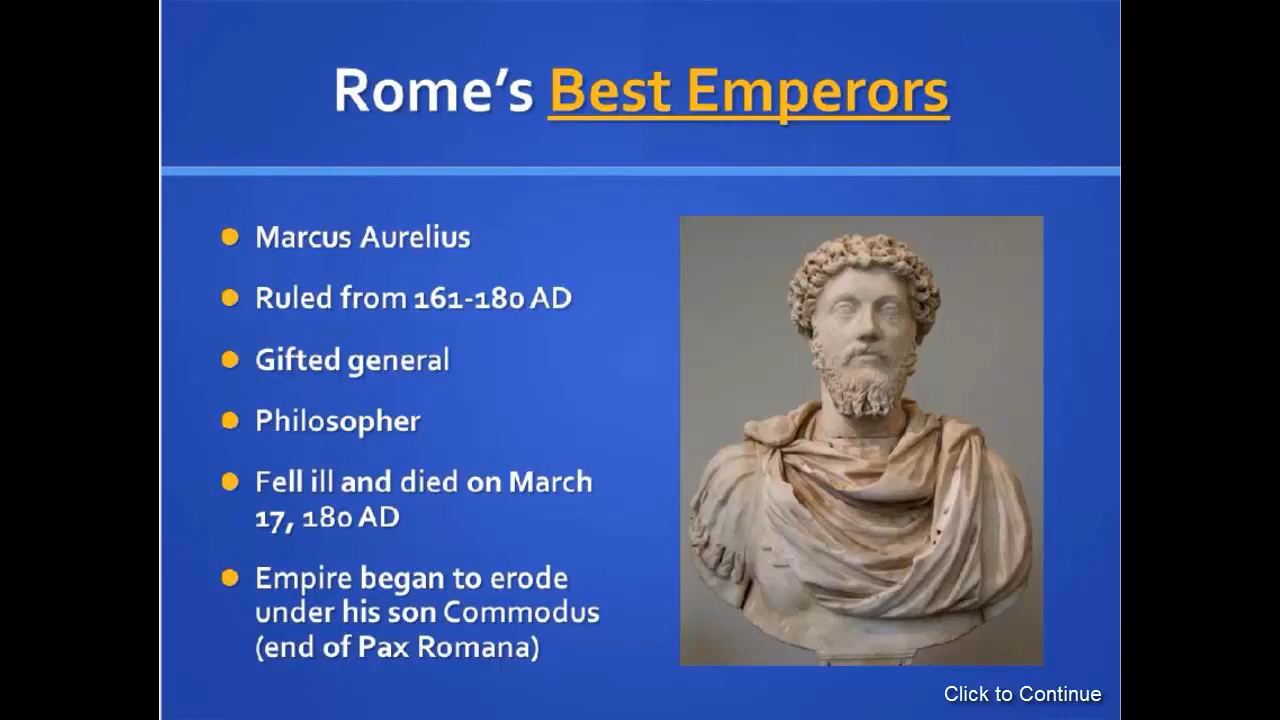 Rome's Best Emperors
Marcus Aurelius
Ruled from 161-180 AD
Gifted general
Philosopher
Fell ill and died on March
17, 180 AD
Empire began to erode
under his son Commodus
(end of Pax Romana)
Click to Continue